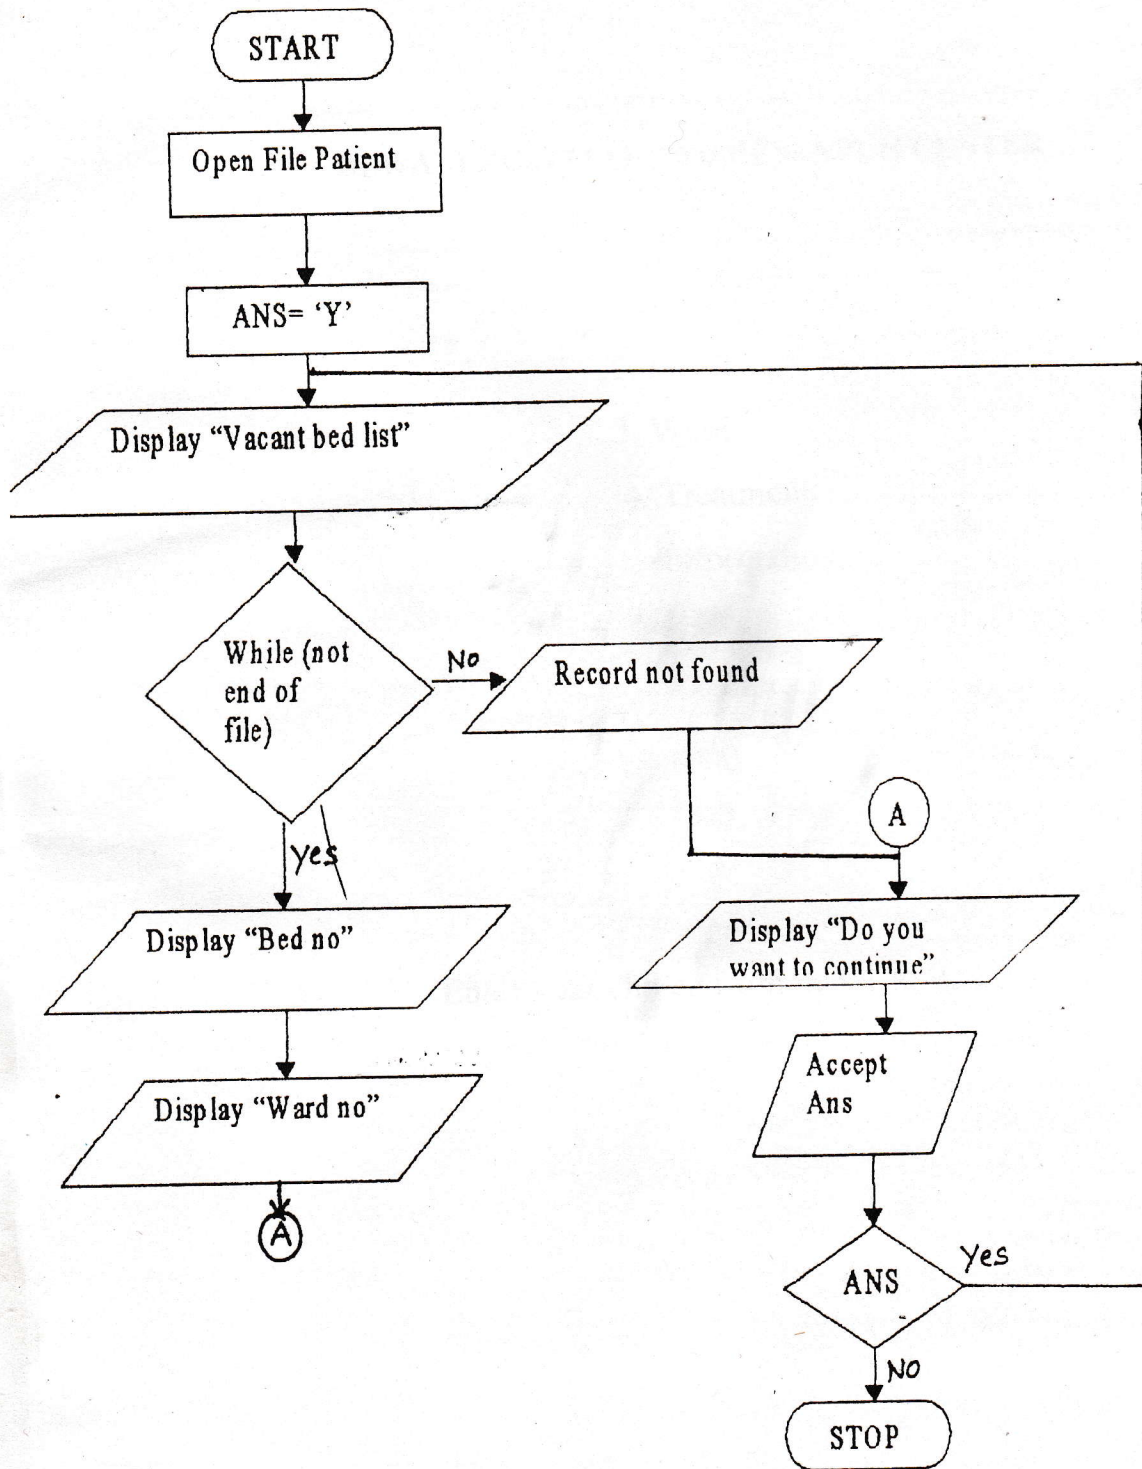 START
Open File Patient
ANS= ‘Y’
Display “Vacant bed list”
While (not
end of
file)
No
Record not found
yes
A
Display “Bed no”
Display “Do you
want to continue”
Display “Ward no”
Accept
Ans
A
ANS
Yes
NO
STOP